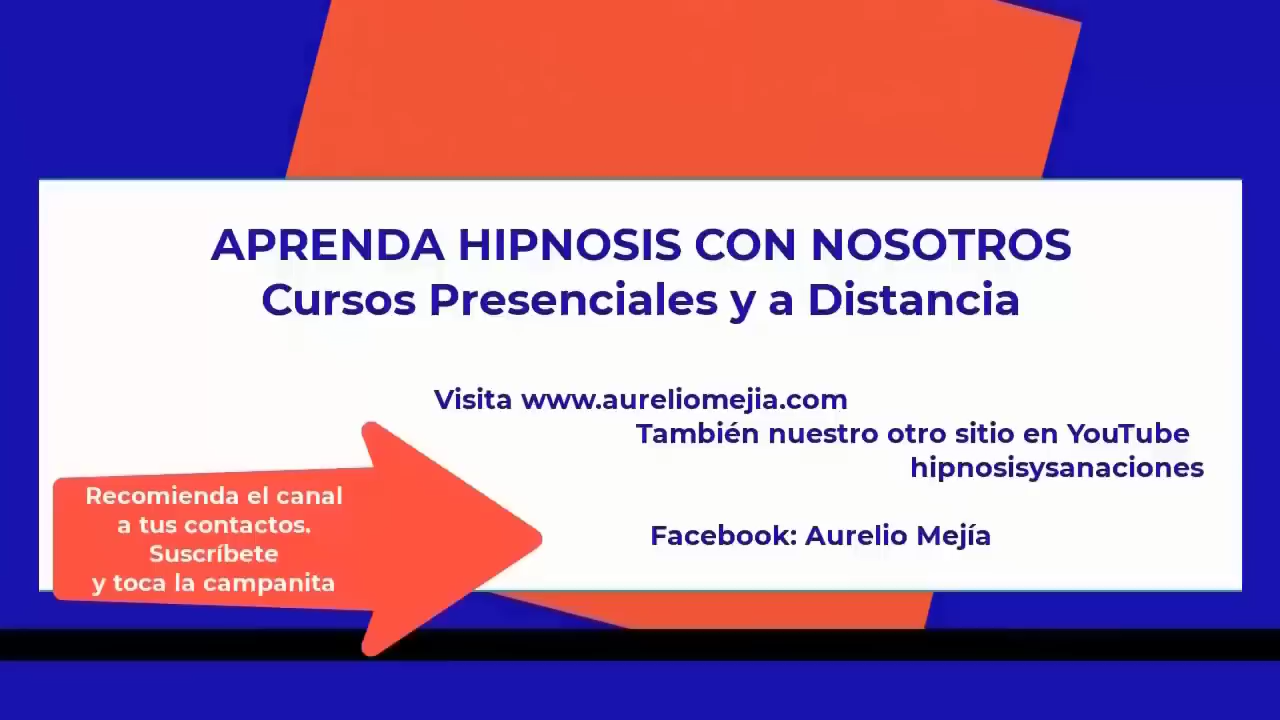 APRENDA HIPNOSIS CON NOSOTROS
Cursos Presenciales y a Distancia
Visita www.aureliomejia.com
También nuestro otro sitio en YouTube
hipnosisysanaciones
Facebook: Aurelio Mejía
Recomienda el canal
a tus contactos.
Suscríbete
y toca la campanita